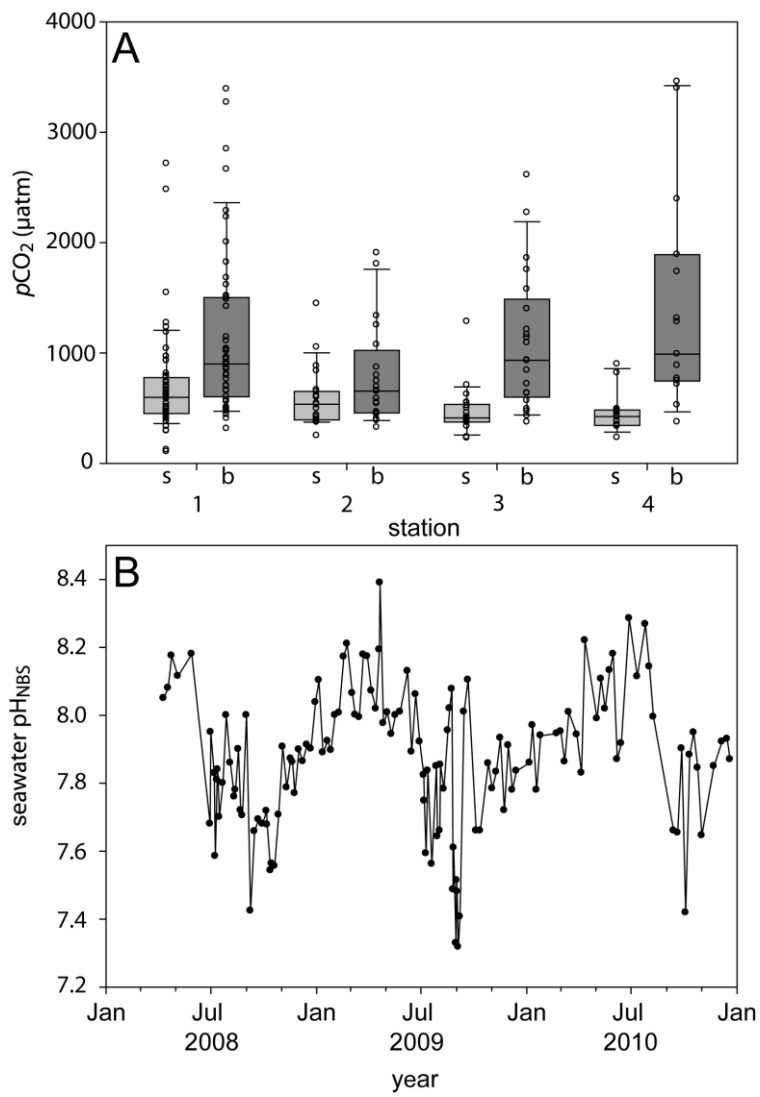 A
4000
3000
2000
1000
0
pCO₂ (µatm)
s b s b s b s b
1 2 3 4
station
B
8.4
8.2
8.0
7.8
7.6
7.4
7.2
seawater pHNBS
Jan Jul Jan Jul Jan Jul Jan
2008 2009 2010
year